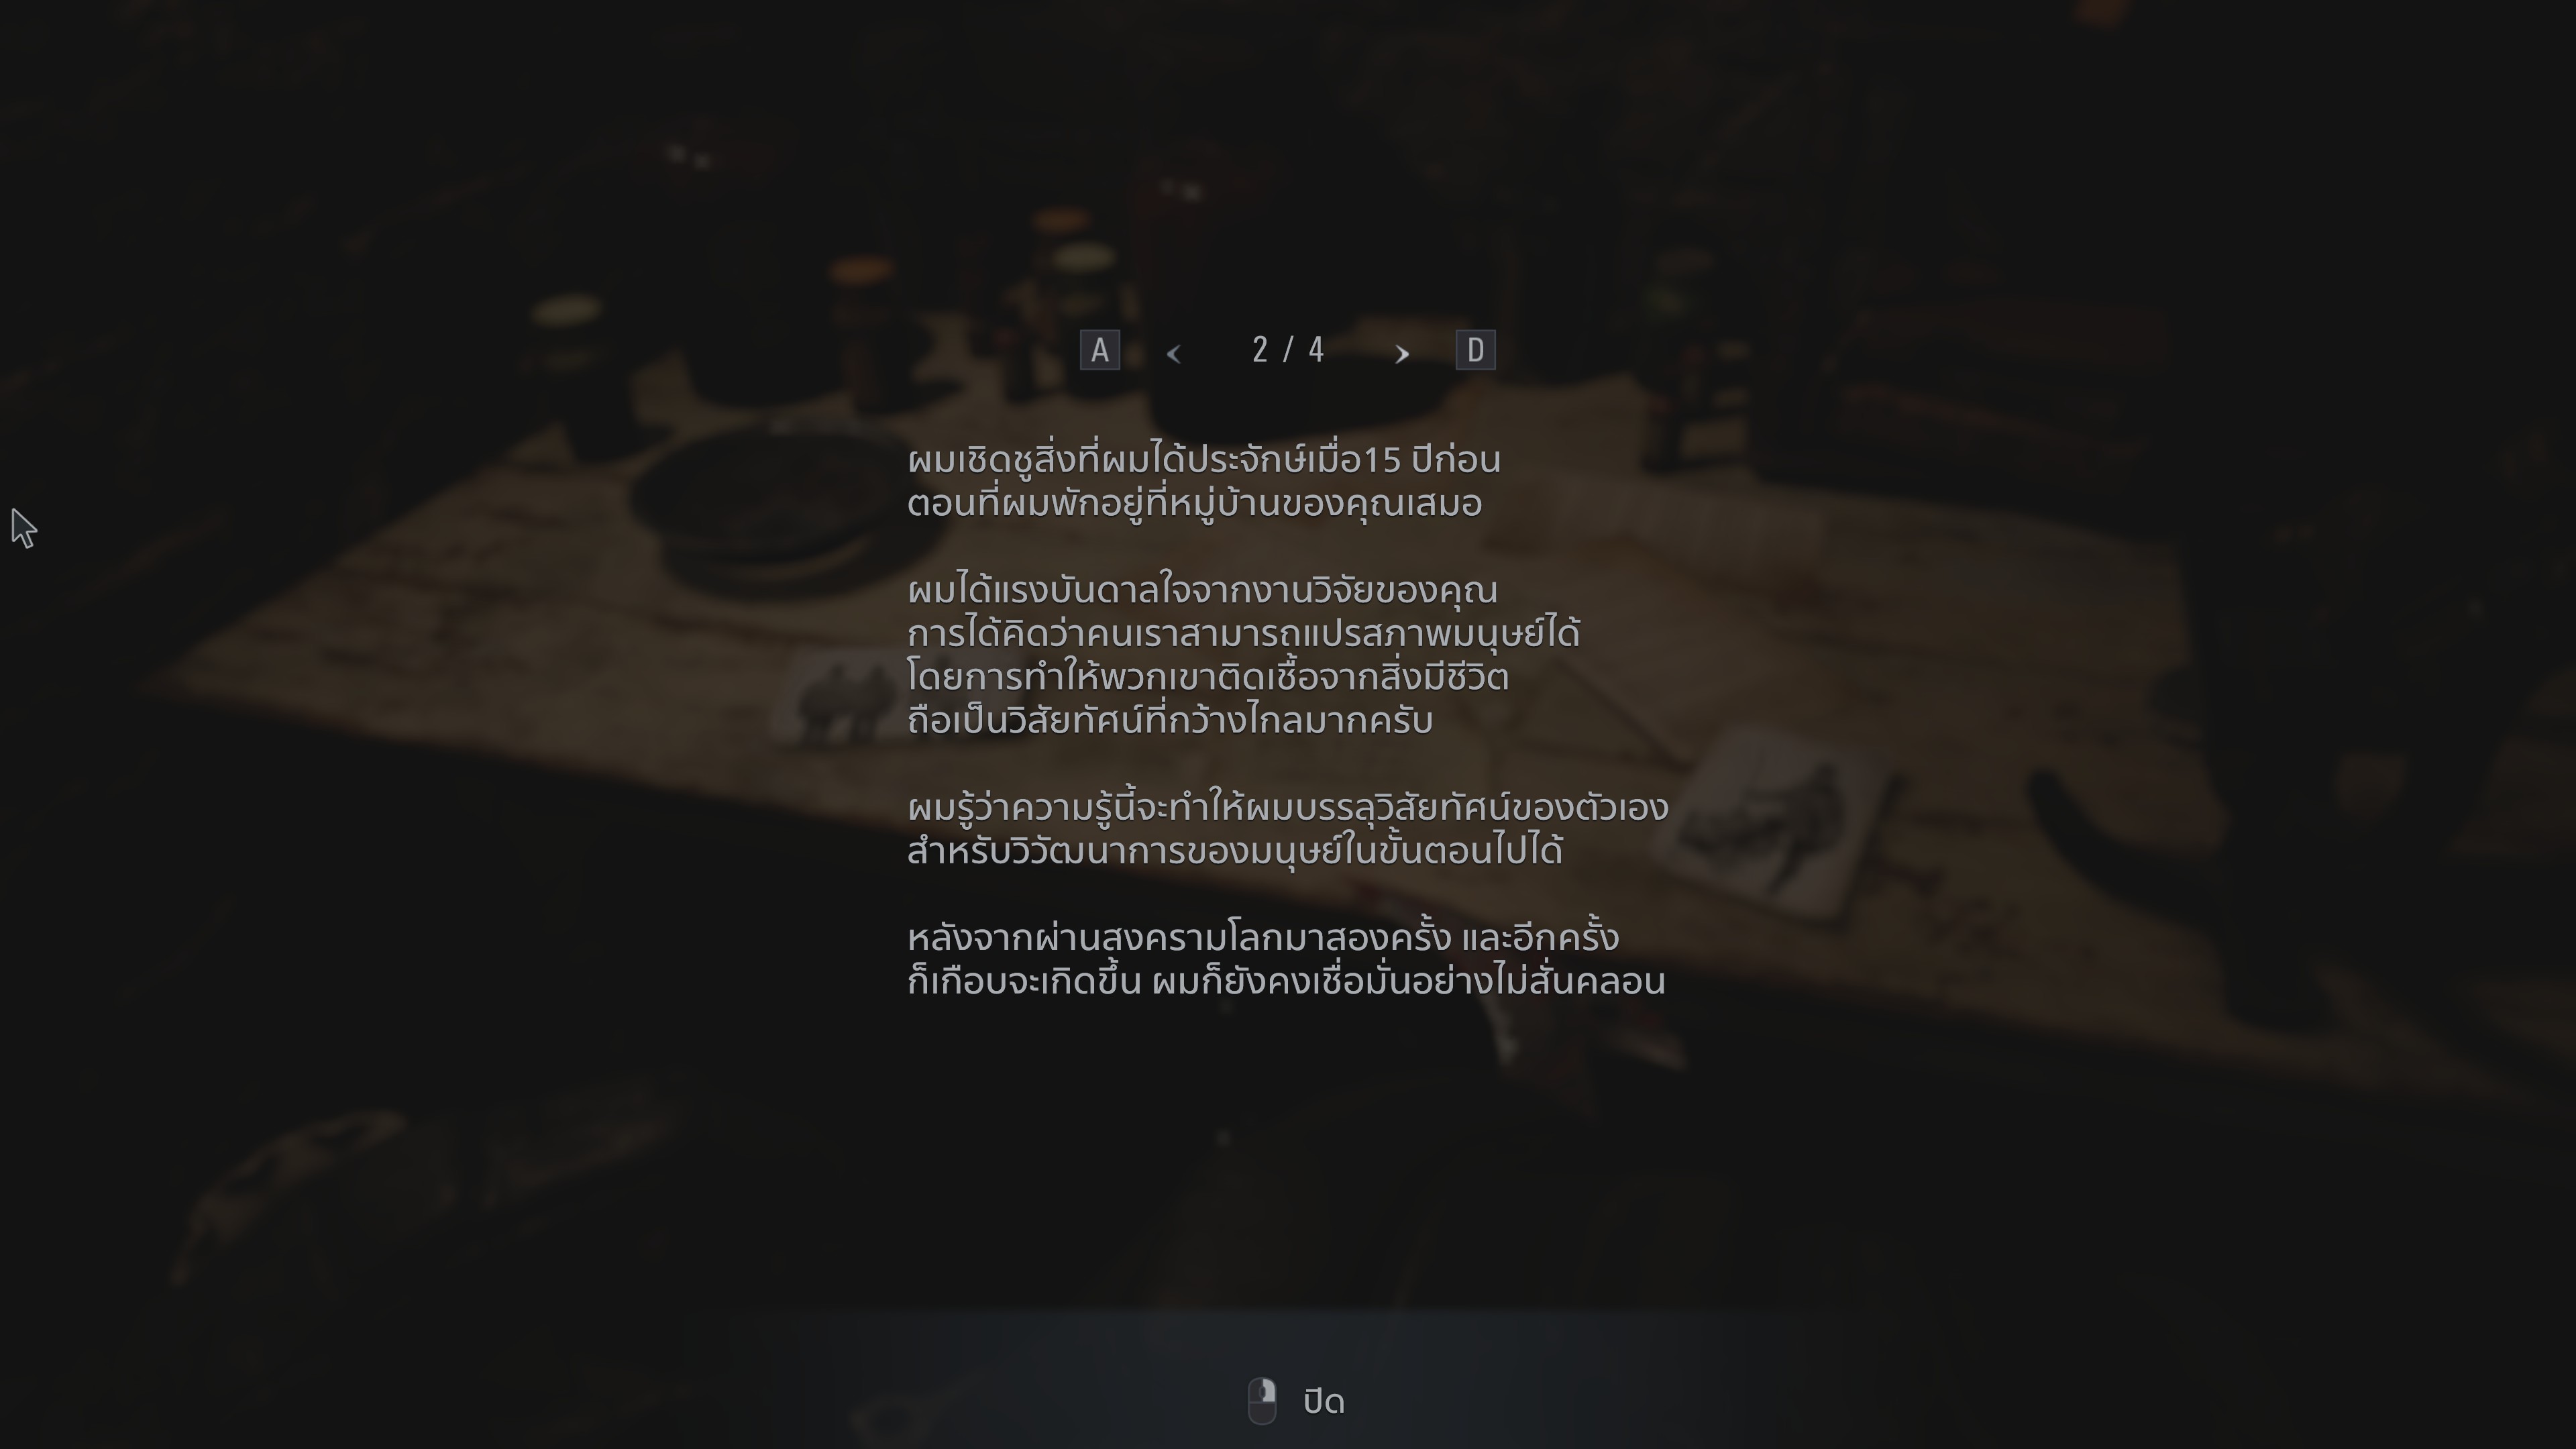 A < 2 / 4 > D
ผมเชิดชูสิ่งที่ผมได้ประจักษ์เมื่อ15 ปีก่อน
ตอนที่ผมพักอยู่ที่หมู่บ้านของคุณเสมอ
ผมได้แรงบันดาลใจจากงานวิจัยของคุณ
การได้คิดว่าคนเราสามารถแปรสภาพมนุษย์ได้
โดยการทำให้พวกเขาติดเชื้อจากสิ่งมีชีวิต
ถือเป็นวิสัยทัศน์ที่กว้างไกลมากครับ
ผมรู้ว่าความรู้นี้จะทำให้ผมบรรลุวิสัยทัศน์ของตัวเอง
สำหรับวิวัฒนาการของมนุษย์ในขั้นตอนไปได้
หลังจากผ่านสงครามโลกมาสองครั้ง และอีกครั้ง
ก็เกือบจะเกิดขึ้น ผมก็ยังคงเชื่อมั่นอย่างไม่สั่นคลอน
ปิด